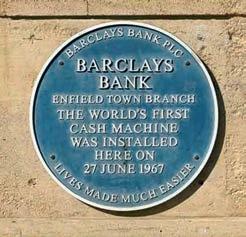 BARCLAYS BANK PLC
BARCLAYS
BANK
ENFIELD TOWN BRANCH
THE WORLD'S FIRST
CASH MACHINE
WAS INSTALLED
HERE ON
27 JUNE 1967
LIVES MADE MUCH EASIER